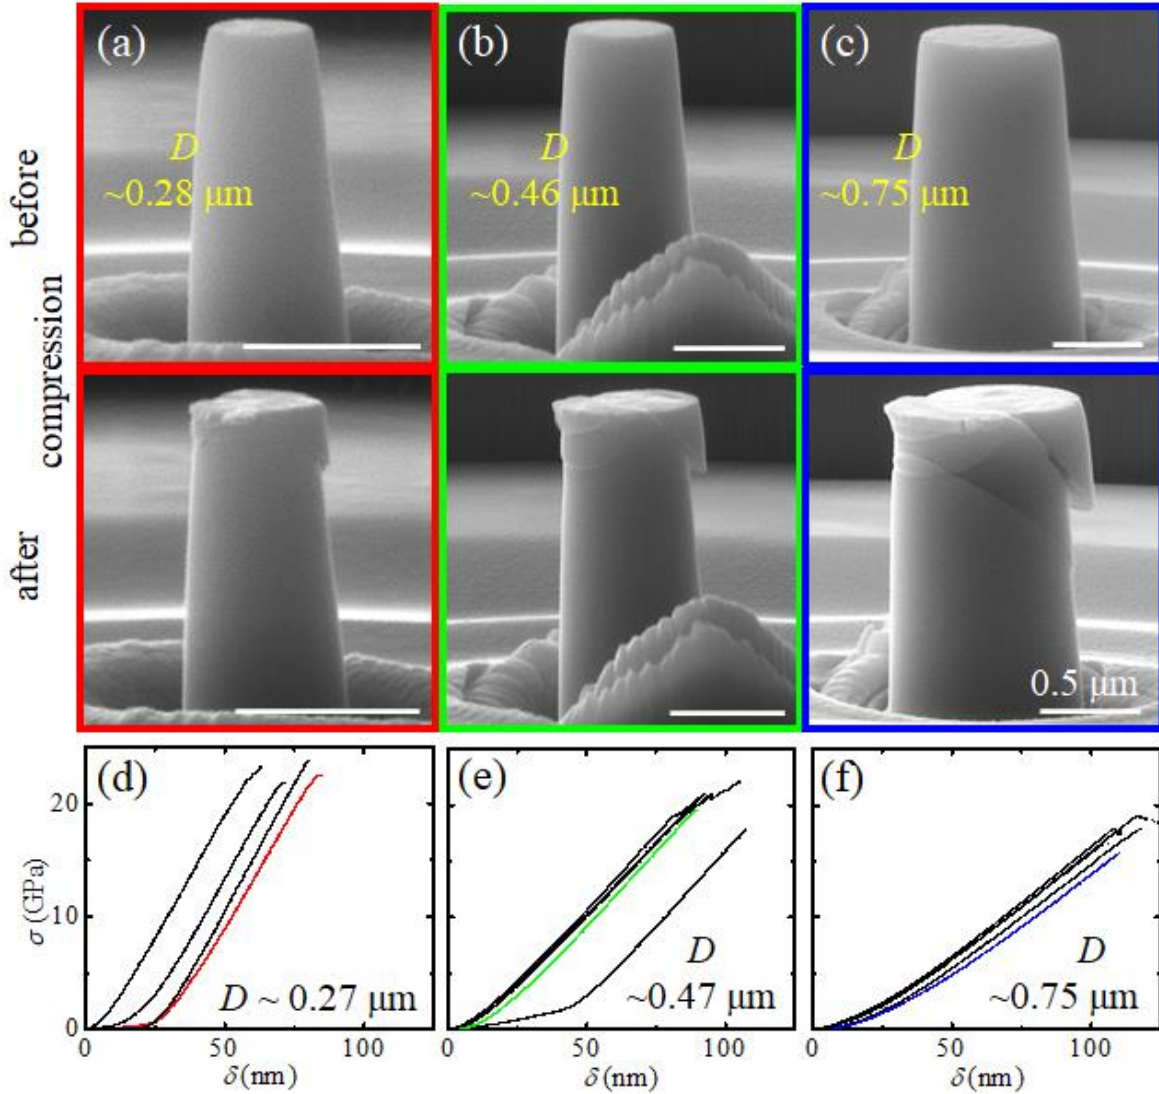 (a)
D
~0.28 μm
(b)
D
~0.46 μm
(c)
D
~0.75 μm
before
compression
after
0.5 μm
(d)
D ~ 0.27 μm
(e)
D
~0.47 μm
(f)
D
~0.75 μm
σ (GPa)
20
10
0
0 50 100
δ(nm)
0 50 100
δ(nm)
0 50 100
δ(nm)